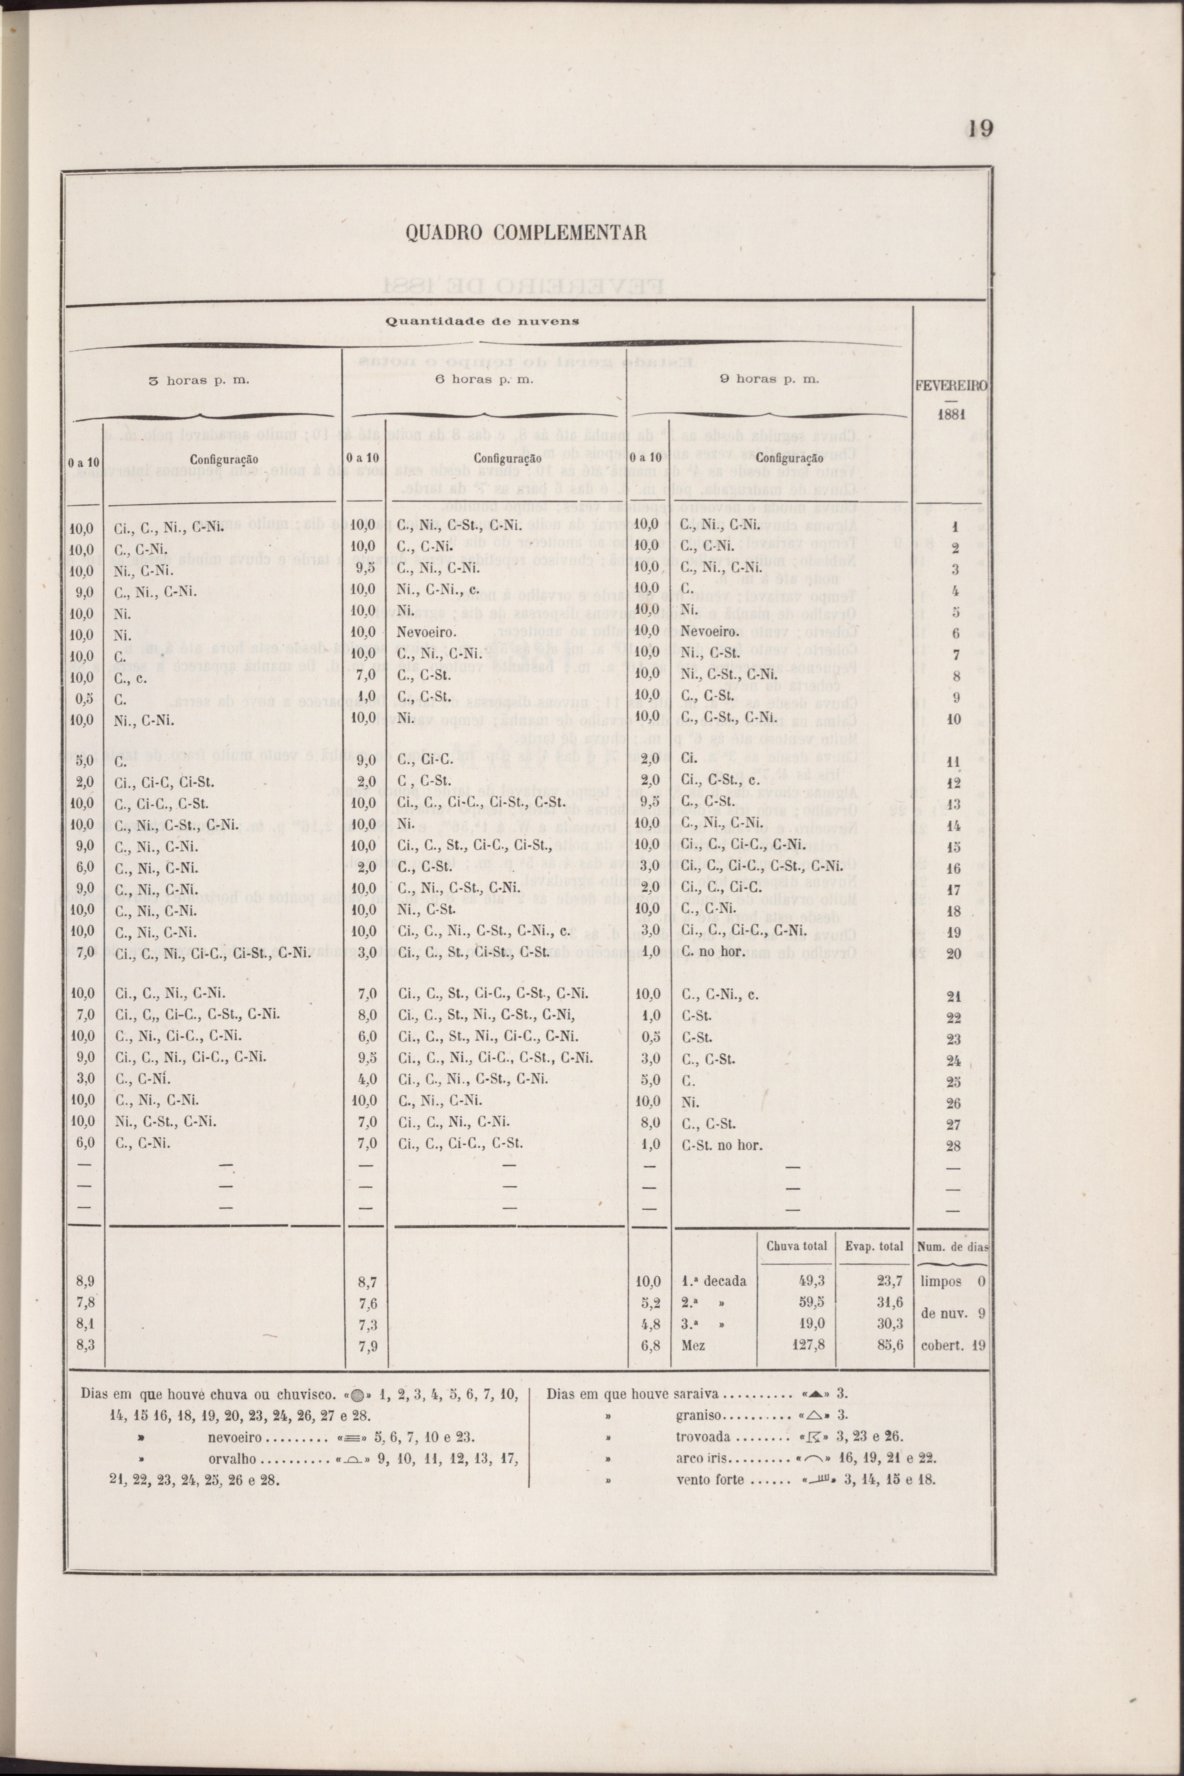 19
QUADRO COMPLEMENTAR
Quantidade de nuvens
3 horas p. m. 6 horas p. m. 9 horas p. m. FEVEREIRO
1881
0 a 10 Configuração 0 a 10 Configuração 0 a 10 Configuração
10,0 Ci., C., Ni., C-Ni. 10,0 C., Ni., C-St., C-Ni. 10,0 C., Ni., C-Ni. 1
10,0 C., C-Ni. 10,0 C., C-Ni. 10,0 C., C-Ni. 2
10,0 Ni., C-Ni. 9,5 C., Ni., C-Ni. 10,0 C., Ni., C-Ni. 3
9,0 C., Ni., C-Ni. 10,0 Ni., C-Ni., c. 10,0 C. 4
10,0 Ni. 10,0 Ni. 10,0 Ni. 5
10,0 Ni. 10,0 Nevoeiro. 10,0 Nevoeiro. 6
10,0 C. 10,0 C., Ni., C-Ni. 10,0 Ni., C-St. 7
10,0 C., c. 7,0 C., C-St. 10,0 Ni., C-St., C-Ni. 8
0,5 C. 1,0 C., C-St. 10,0 C., C-St. 9
10,0 Ni., C-Ni. 10,0 Ni. 10,0 C., C-St., C-Ni. 10
5,0 C. 9,0 C., Ci-C. 2,0 Ci. 11
2,0 Ci., Ci-C, Ci-St. 2,0 C , C-St. 2,0 Ci., C-St., c. 12
10,0 C., Ci-C., C-St. 10,0 Ci., C., Ci-C., Ci-St., C-St. 9,5 C., C-St. 13
10,0 C., Ni., C-St., C-Ni. 10,0 Ni. 10,0 C., Ni., C-Ni. 14
9,0 C., Ni., C-Ni. 10,0 Ci., C., St., Ci-C., Ci-St., 10,0 Ci., C., Ci-C., C-Ni. 15
6,0 C., Ni., C-Ni. 2,0 C., C-St. 3,0 Ci., C., Ci-C., C-St., C-Ni. 16
9,0 C., Ni., C-Ni. 10,0 C., Ni., C-St., C-Ni. 2,0 Ci., C., Ci-C. 17
10,0 C., Ni., C-Ni. 10,0 Ni., C-St. 10,0 C., C-Ni. 18
10,0 C., Ni., C-Ni. 10,0 Ci., C., Ni., C-St., C-Ni., c. 3,0 Ci., C., Ci-C., C-Ni. 19
7,0 Ci., C., Ni., Ci-C., Ci-St., C-Ni. 3,0 Ci., C., St., Ci-St., C-St. 1,0 C. no hor. 20
10,0 Ci., C., Ni., C-Ni. 7,0 Ci., C., St., Ci-C., C-St., C-Ni. 10,0 C., C-Ni., c. 21
7,0 Ci., C,, Ci-C., C-St., C-Ni. 8,0 Ci., C., St., Ni., C-St., C-Ni, 1,0 C-St. 22
10,0 C., Ni., Ci-C., C-Ni. 6,0 Ci., C., St., Ni., Ci-C., C-Ni. 0,5 C-St. 23
9,0 Ci., C., Ni., Ci-C., C-Ni. 9,5 Ci., C., Ni., Ci-C., C-St., C-Ni. 3,0 C., C-St. 24
3,0 C., C-Ni. 4,0 Ci., C., Ni., C-St., C-Ni. 5,0 C. 25
10,0 C., Ni., C-Ni. 10,0 C., Ni., C-Ni. 10,0 Ni. 26
10,0 Ni., C-St., C-Ni. 7,0 Ci., C., Ni., C-Ni. 8,0 C., C-St. 27
6,0 C., C-Ni. 7,0 Ci., C., Ci-C., C-St. 1,0 C-St. no hor. 28
— — — — — — —
— — — — — — —
— — — — — — —
Chuva total Evap. total Num. de dias
8,9 8,7 10,0 1.ª decada 49,3 23,7 limpos 0
7,8 7,6 5,2 2.ª » 59,5 31,6
de nuv. 9
8,1 7,3 4,8 3.ª » 19,0 30,3
8,3 7,9 6,8 Mez 127,8 85,6 cobert. 19
Dias em que houve chuva ou chuvisco. « » 1, 2, 3, 4, 5, 6, 7, 10,
14, 15 16, 18, 19, 20, 23, 24, 26, 27 e 28.
» nevoeiro ......... «≡» 5, 6, 7, 10 e 23.
» orvalho .......... « » 9, 10, 11, 12, 13, 17,
21, 22, 23, 24, 25, 26 e 28.
Dias em que houve saraiva .......... «▲» 3.
» graniso.......... «△» 3.
» trovoada ........ « » 3, 23 e 26.
» arco iris......... «⌒» 16, 19, 21 e 22.
» vento forte ...... « » 3, 14, 15 e 18.